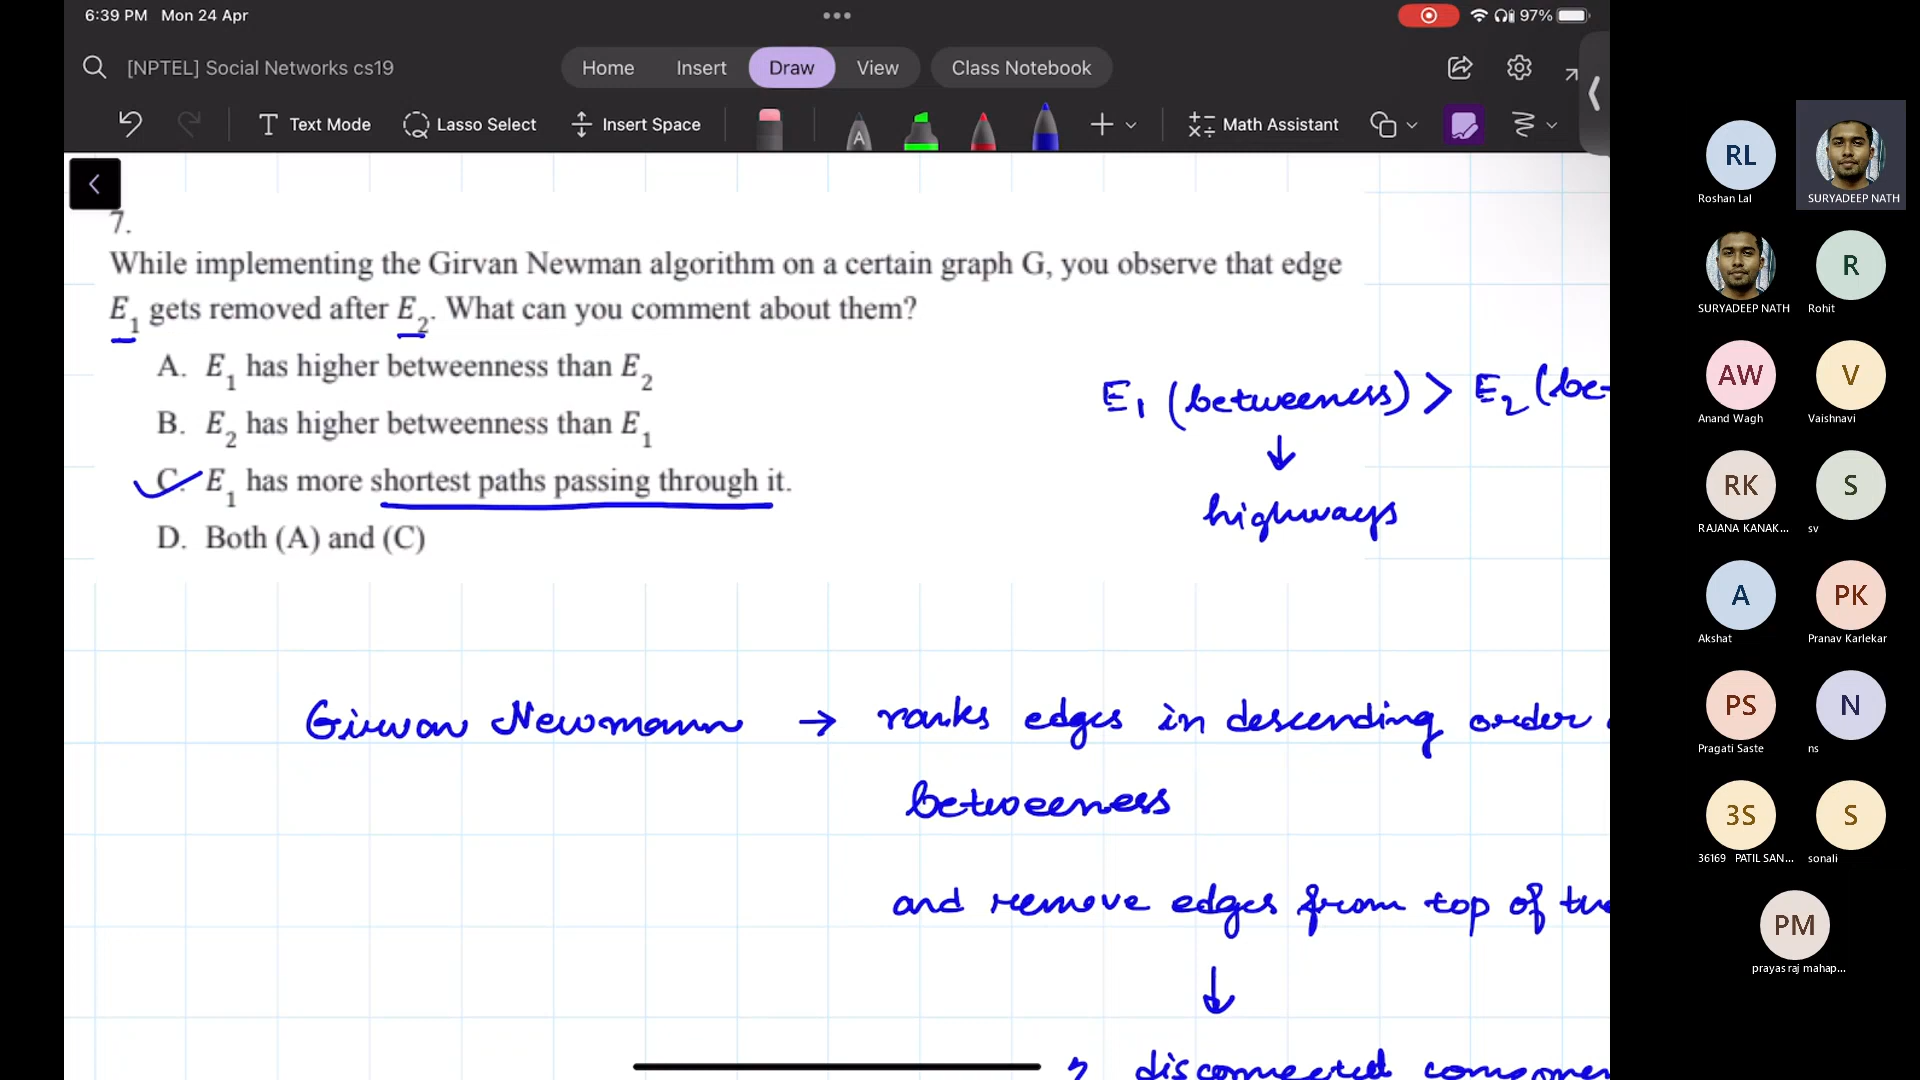 6:39 PM Mon 24 Apr
97%
[NPTEL] Social Networks cs19
Home Insert Draw View Class Notebook
Text Mode Lasso Select Insert Space Math Assistant
7.
While implementing the Girvan Newman algorithm on a certain graph G, you observe that edge
E1 gets removed after E2. What can you comment about them?
A. E1 has higher betweenness than E2
B. E2 has higher betweenness than E1
C. E1 has more shortest paths passing through it.
D. Both (A) and (C)
E1 (betweeness) > E2 (be-
↓
highways
Girwan Newmann → ranks edges in descending order
betweeness
and remove edges from top of
↓
disconnected
RL
Roshan Lal
SURYADEEP NATH
SURYADEEP NATH
R
Rohit
AW
Anand Wagh
V
Vaishnavi
RK
RAJANA KANAK...
S
sv
A
Akshat
PK
Pranav Karlekar
PS
Pragati Saste
N
ns
3S
36169 PATIL SAN...
S
sonali
PM
prayas raj mahap...